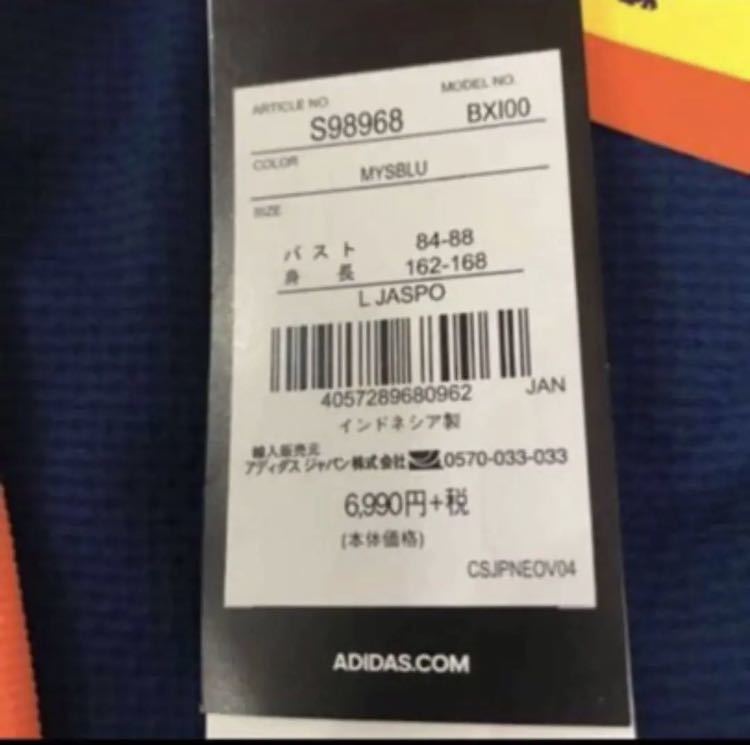 ARTICLE NO.
MODEL NO.
S98968
BXI00
COLOR
MYSBLU
SIZE
バスト 84-88
身長 162-168
L JASPO
4057289680962 JAN
インドネシア製
輸入販売元
アディダス ジャパン株式会社 0570-033-033
6,990円+税
(本体価格)
CSJPNEOV04
ADIDAS.COM